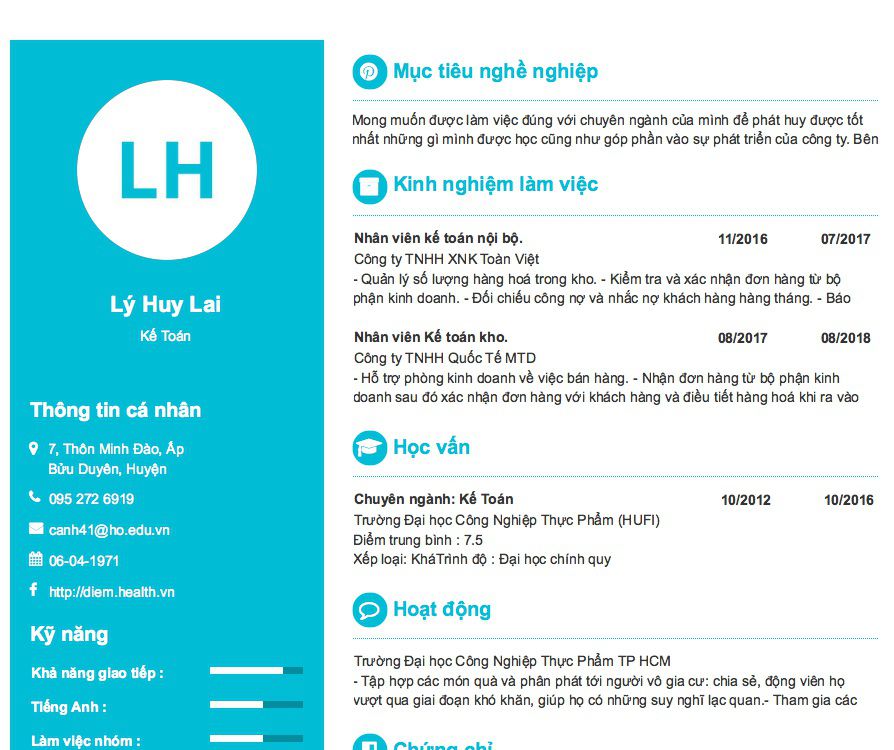 LH
Lý Huy Lai
Kế Toán
Thông tin cá nhân
7, Thôn Minh Đào, Ấp
Bửu Duyên, Huyện
095 272 6919
canh41@ho.edu.vn
06-04-1971
http://diem.health.vn
Kỹ năng
Khả năng giao tiếp :
Tiếng Anh :
Làm việc nhóm :
Mục tiêu nghề nghiệp
Mong muốn được làm việc đúng với chuyên ngành của mình để phát huy được tốt
nhất những gì mình được học cũng như góp phần vào sự phát triển của công ty. Bên
Kinh nghiệm làm việc
Nhân viên kế toán nội bộ. 11/2016 07/2017
Công ty TNHH XNK Toàn Việt
- Quản lý số lượng hàng hoá trong kho. - Kiểm tra và xác nhận đơn hàng từ bộ
phận kinh doanh. - Đối chiếu công nợ và nhắc nợ khách hàng hàng tháng. - Báo
Nhân viên Kế toán kho. 08/2017 08/2018
Công ty TNHH Quốc Tế MTD
- Hỗ trợ phòng kinh doanh về việc bán hàng. - Nhận đơn hàng từ bộ phận kinh
doanh sau đó xác nhận đơn hàng với khách hàng và điều tiết hàng hoá khi ra vào
Học vấn
Chuyên ngành: Kế Toán 10/2012 10/2016
Trường Đại học Công Nghiệp Thực Phẩm (HUFI)
Điểm trung bình : 7.5
Xếp loại: KháTrình độ : Đại học chính quy
Hoạt động
Trường Đại học Công Nghiệp Thực Phẩm TP HCM
- Tập hợp các món quà và phân phát tới người vô gia cư: chia sẻ, động viên họ
vượt qua giai đoạn khó khăn, giúp họ có những suy nghĩ lạc quan.- Tham gia các
Chứng chỉ